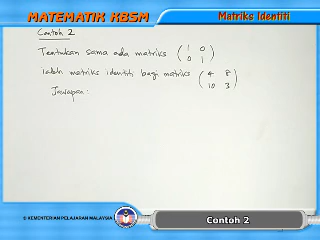 MATEMATIK KBSM
Matriks Identiti
Contoh 2
Tentukan sama ada matriks (1 0
0 1)
ialah matriks identiti bagi matriks (4 8
10 3)
Jawapan:
© KEMENTERIAN PELAJARAN MALAYSIA
Contoh 2